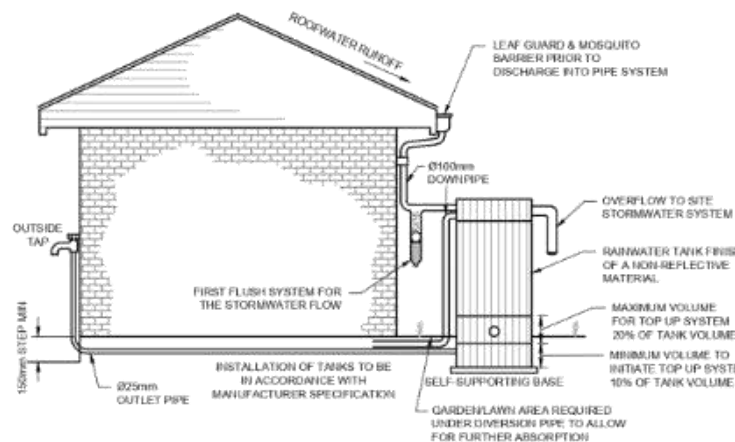 ROOFWATER RUNOFF
LEAF GUARD & MOSQUITO
BARRIER PRIOR TO
DISCHARGE INTO PIPE SYSTEM
Ø100mm
DOWNPIPE
OVERFLOW TO SITE
STORMWATER SYSTEM
OUTSIDE
TAP
RAINWATER TANK FINIS
OF A NON-REFLECTIVE
MATERIAL
FIRST FLUSH SYSTEM FOR
THE STORMWATER FLOW
MAXIMUM VOLUME
FOR TOP UP SYSTEM
20% OF TANK VOLUME
150mm STEP MIN
MINIMUM VOLUME TO
INITIATE TOP UP SYST
10% OF TANK VOLUME
INSTALLATION OF TANKS TO BE
IN ACCORDANCE WITH
MANUFACTURER SPECIFICATION
Ø25mm
OUTLET PIPE
SELF-SUPPORTING BASE
GARDEN/LAWN AREA REQUIRED
UNDER DIVERSION PIPE TO ALLOW
FOR FURTHER ABSORPTION